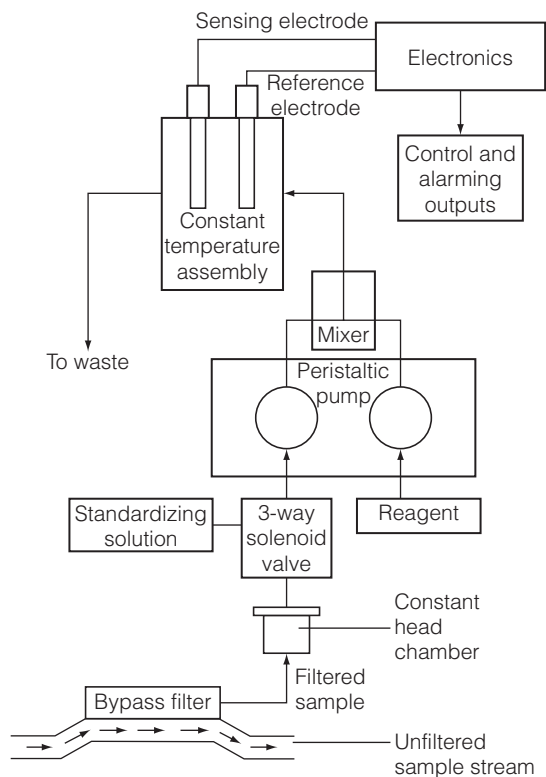 Sensing electrode
Electronics
Reference
electrode
Control and
alarming
outputs
Constant
temperature
assembly
Mixer
To waste
Peristaltic
pump
Standardizing
solution
3-way
solenoid
valve
Reagent
Constant
head
chamber
Filtered
sample
Bypass filter
Unfiltered
sample stream